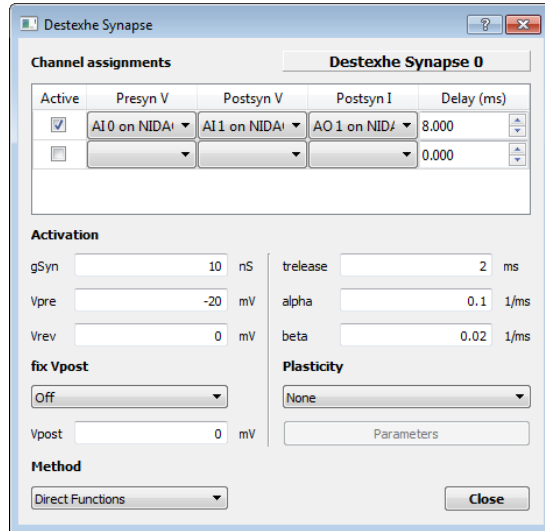 Destexhe Synapse
Channel assignments Destexhe Synapse 0
Active Presyn V Postsyn V Postsyn I Delay (ms)
AI 0 on NIDA AI 1 on NIDA AO 1 on NIDA 8.000
0.000
Activation
gSyn 10 nS trelease 2 ms
Vpre -20 mV alpha 0.1 1/ms
Vrev 0 mV beta 0.02 1/ms
fix Vpost Plasticity
Off None
Vpost 0 mV Parameters
Method
Direct Functions Close